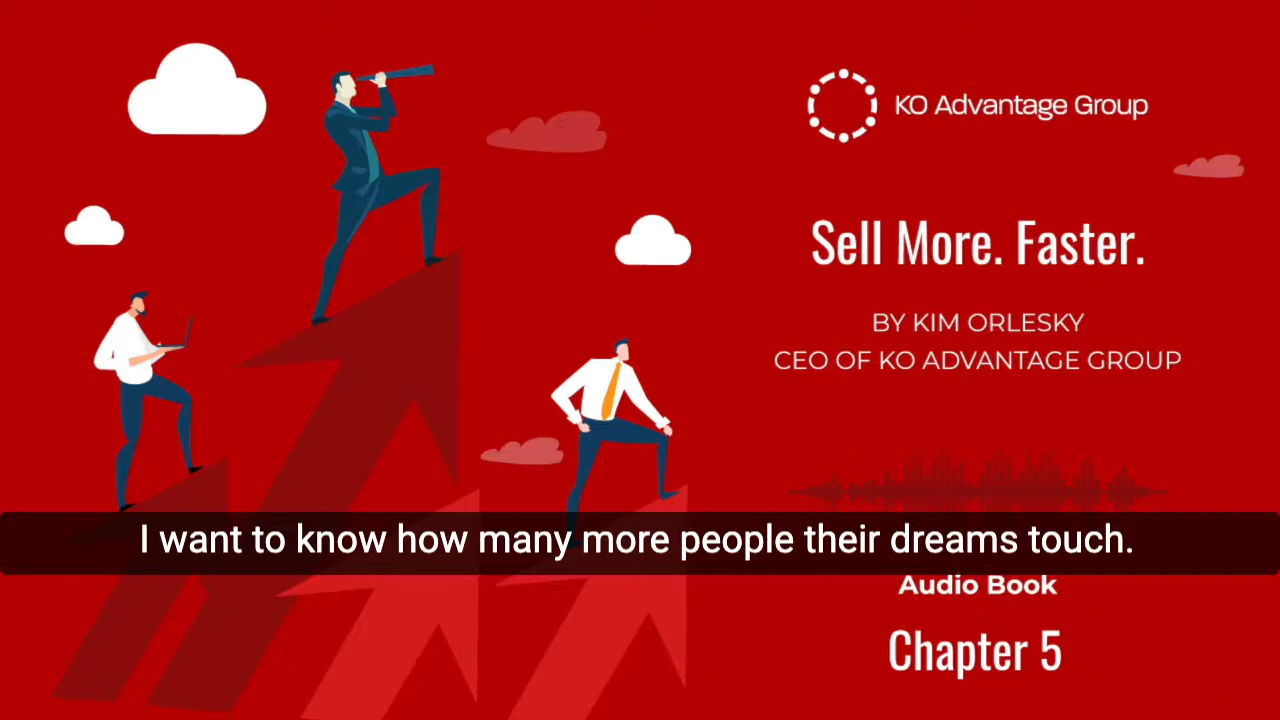 KO Advantage Group
Sell More. Faster.
BY KIM ORLESKY
CEO OF KO ADVANTAGE GROUP
I want to know how many more people their dreams touch.
Audio Book
Chapter 5